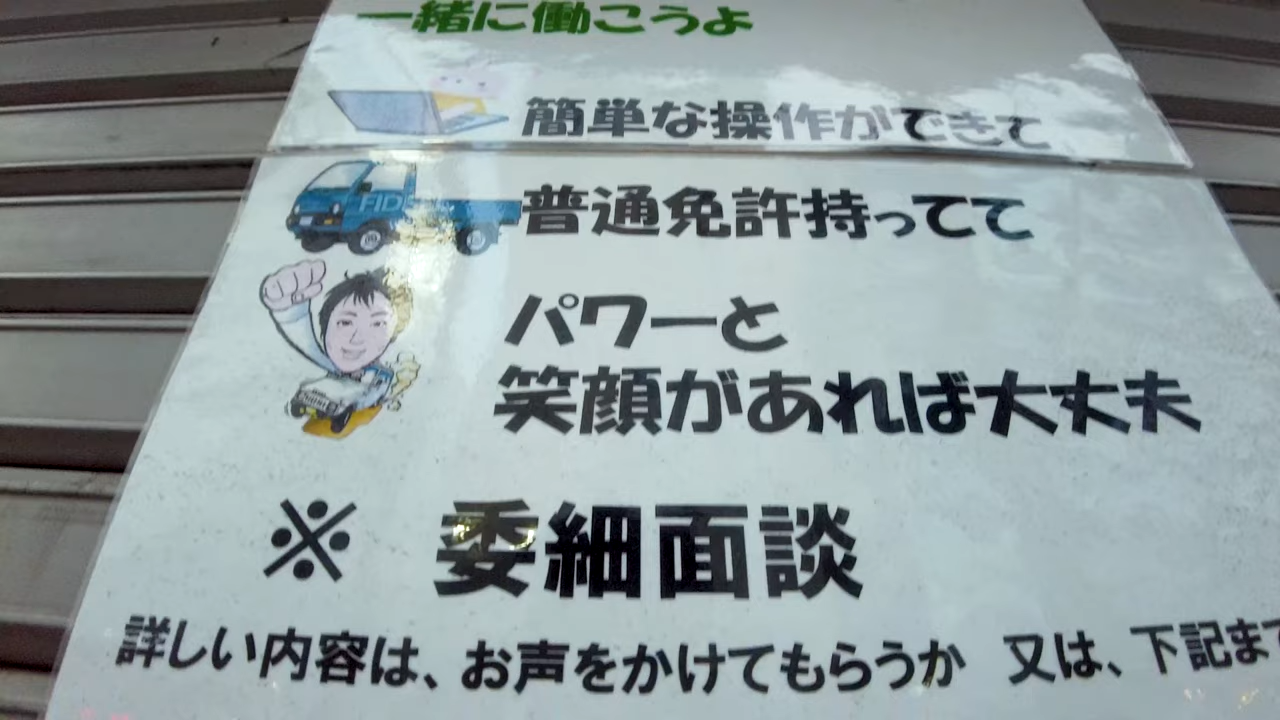 一緒に働こうよ
簡単な操作ができて
FID
普通免許持ってて
パワーと
笑顔があれば大丈夫
※ 委細面談
詳しい内容は、お声をかけてもらうか 又は、下記まで